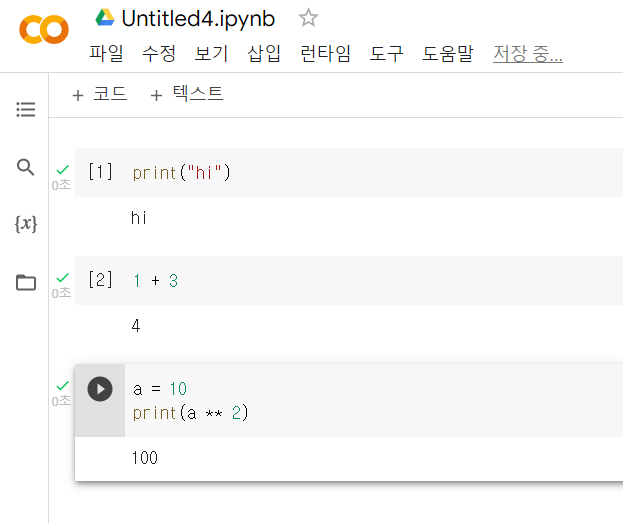 Untitled4.ipynb
파일 수정 보기 삽입 런타임 도구 도움말 저장 중...
+ 코드 + 텍스트
[1] print("hi")
0초
hi
{x}
[2] 1 + 3
0초
4
a = 10
0초
print(a ** 2)
100